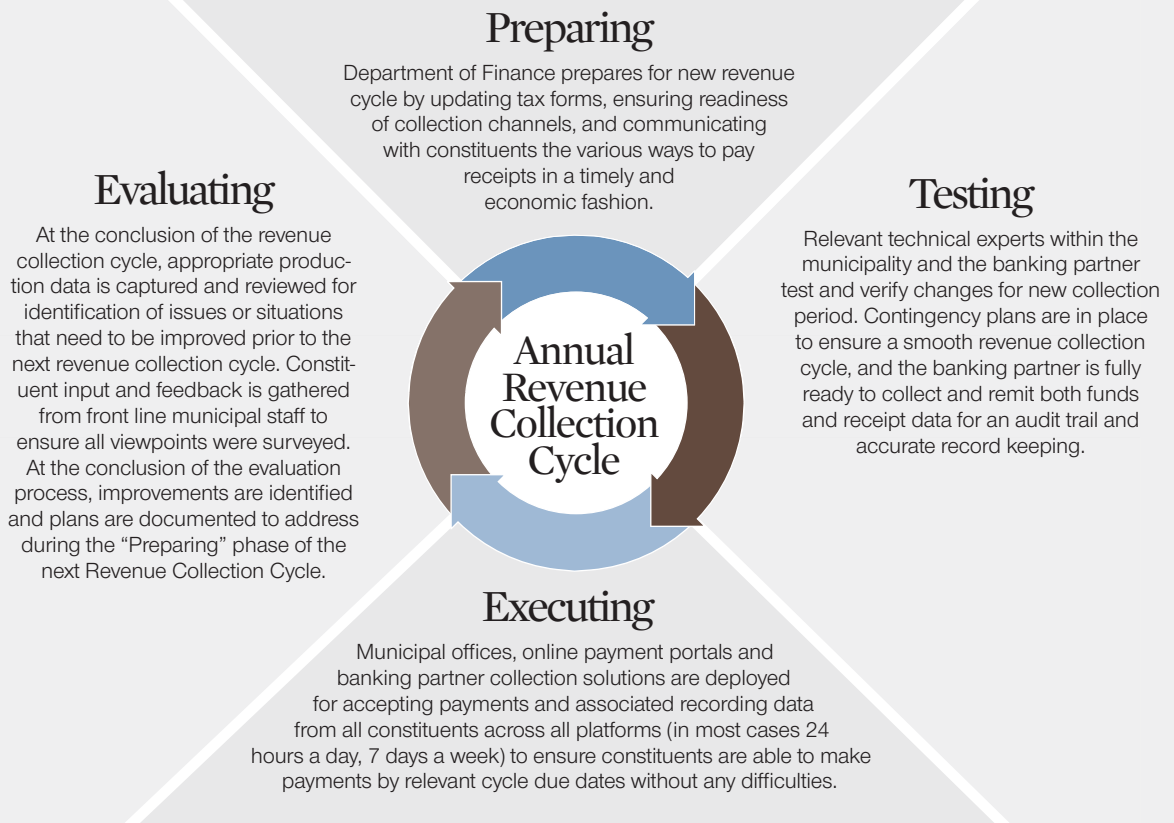 Preparing
Department of Finance prepares for new revenue
cycle by updating tax forms, ensuring readiness
of collection channels, and communicating
with constituents the various ways to pay
receipts in a timely and
economic fashion.
Testing
Relevant technical experts within the
municipality and the banking partner
test and verify changes for new collection
period. Contingency plans are in place
to ensure a smooth revenue collection
cycle, and the banking partner is fully
ready to collect and remit both funds
and receipt data for an audit trail and
accurate record keeping.
Executing
Municipal offices, online payment portals and
banking partner collection solutions are deployed
for accepting payments and associated recording data
from all constituents across all platforms (in most cases 24
hours a day, 7 days a week) to ensure constituents are able to make
payments by relevant cycle due dates without any difficulties.
Evaluating
At the conclusion of the revenue
collection cycle, appropriate produc-
tion data is captured and reviewed for
identification of issues or situations
that need to be improved prior to the
next revenue collection cycle. Constit-
uent input and feedback is gathered
from front line municipal staff to
ensure all viewpoints were surveyed.
At the conclusion of the evaluation
process, improvements are identified
and plans are documented to address
during the “Preparing” phase of the
next Revenue Collection Cycle.
Annual
Revenue
Collection
Cycle